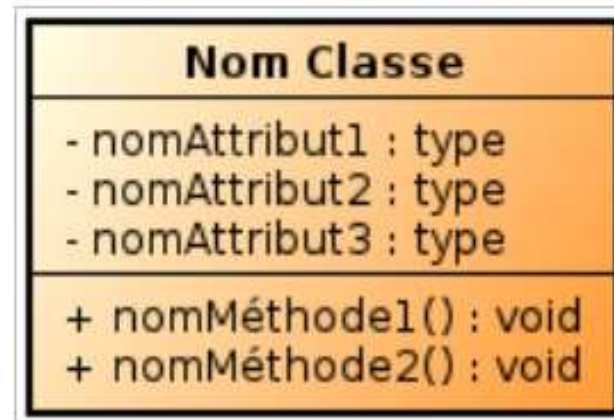 Nom Classe
- nomAttribut1 : type
- nomAttribut2 : type
- nomAttribut3 : type
+ nomMéthode1() : void
+ nomMéthode2() : void